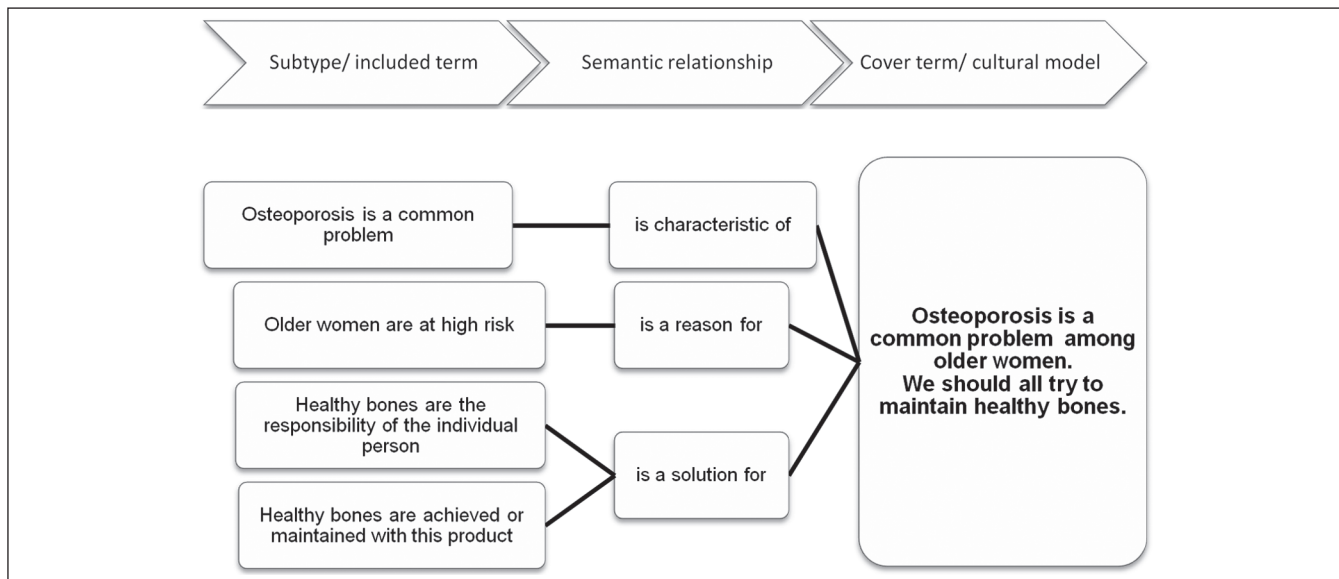 Subtype/ included term
Semantic relationship
Cover term/ cultural model
Osteoporosis is a common
problem
is characteristic of
Older women are at high risk
is a reason for
Healthy bones are the
responsibility of the individual
person
Healthy bones are achieved or
maintained with this product
is a solution for
Osteoporosis is a
common problem among
older women.
We should all try to
maintain healthy bones.